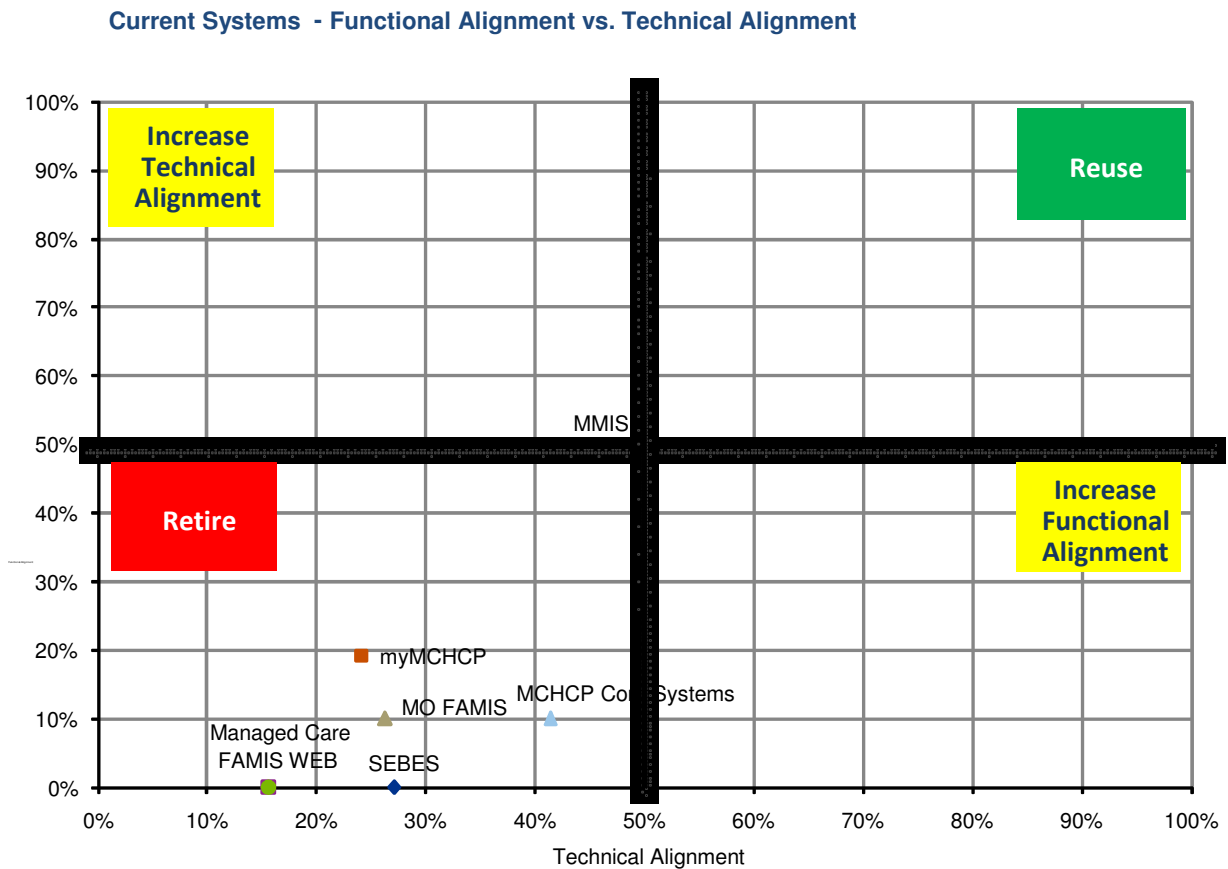 Current Systems - Functional Alignment vs. Technical Alignment
100%
90%
80%
70%
60%
50%
40%
30%
20%
10%
0%
Increase
Technical
Alignment
Reuse
MMIS
Retire
Increase
Functional
Alignment
myMCHCP
MO FAMIS
MCHCP Systems
Managed Care
FAMIS WEB
SEBES
0%
10%
20%
30%
40%
50%
60%
70%
80%
90%
100%
Technical Alignment